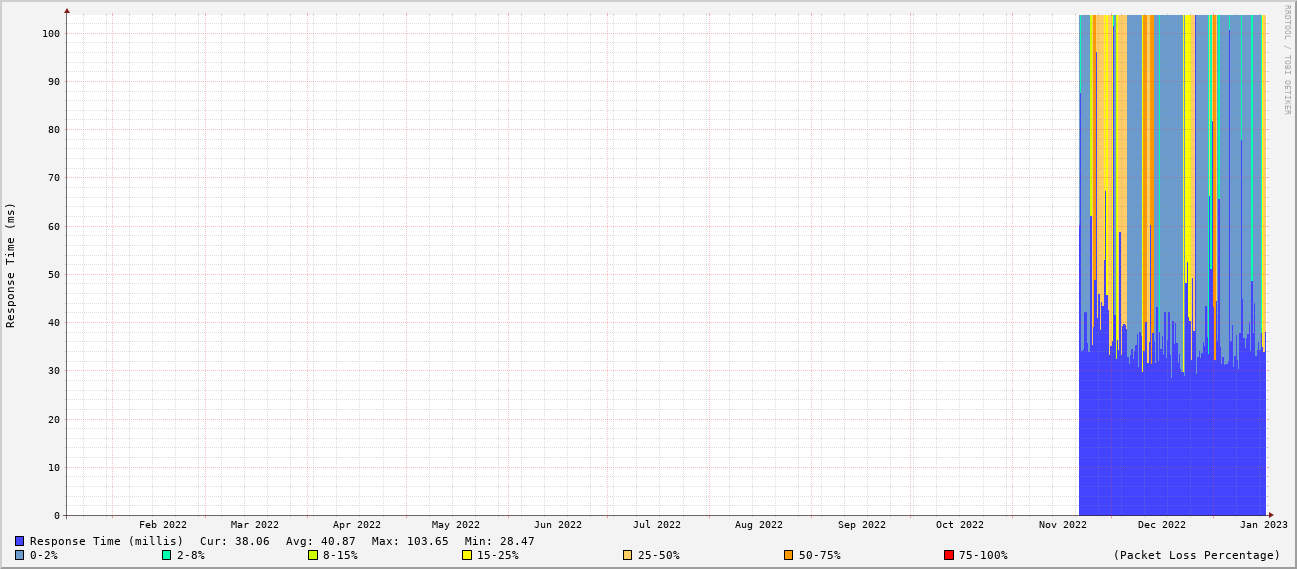 RRDTOOL / TOBI OETIKER
Response Time (ms)
100
90
80
70
60
50
40
30
20
10
0
Feb 2022 Mar 2022 Apr 2022 May 2022 Jun 2022 Jul 2022 Aug 2022 Sep 2022 Oct 2022 Nov 2022 Dec 2022 Jan 2023
Response Time (millis) Cur: 38.06 Avg: 40.87 Max: 103.65 Min: 28.47
0-2% 2-8% 8-15% 15-25% 25-50% 50-75% 75-100% (Packet Loss Percentage)